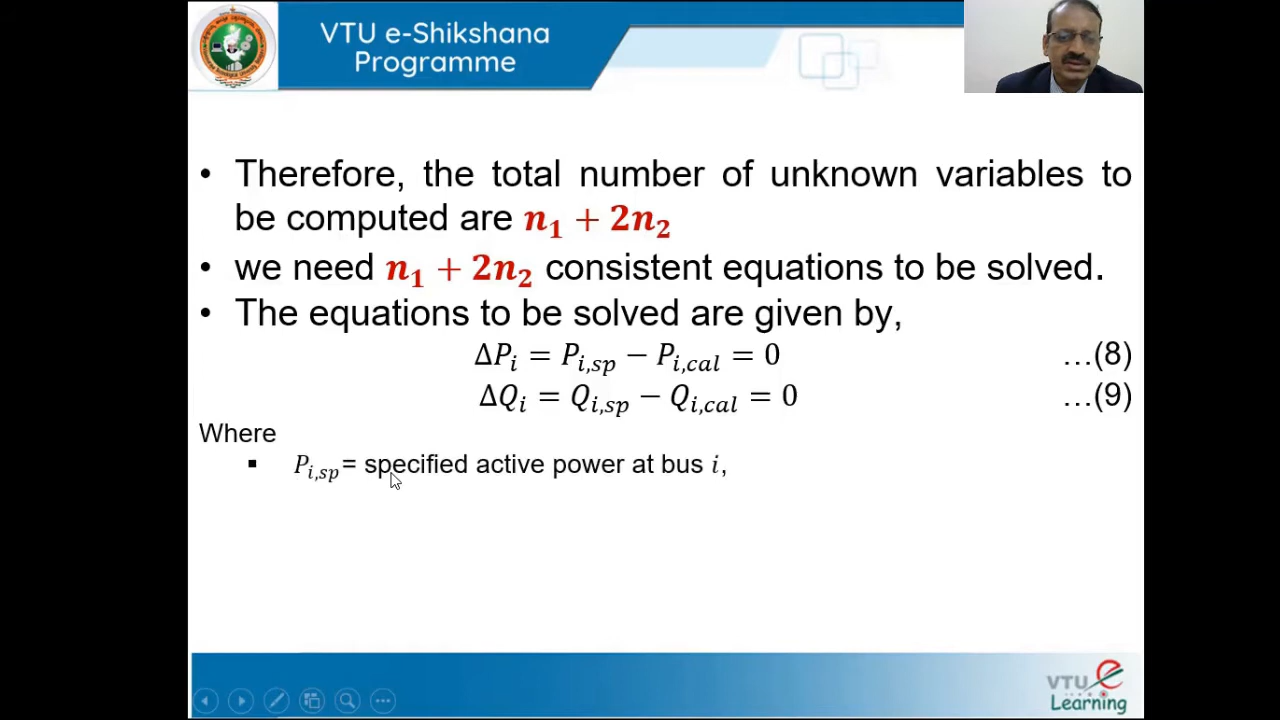 VTU e-Shikshana
Programme
• Therefore, the total number of unknown variables to
be computed are n₁ + 2n₂
• we need n₁ + 2n₂ consistent equations to be solved.
• The equations to be solved are given by,
ΔPᵢ = Pᵢ,sp − Pᵢ,cal = 0 …(8)
ΔQᵢ = Qᵢ,sp − Qᵢ,cal = 0 …(9)
Where
▪ Pᵢ,sp= specified active power at bus i,
VTU e
Learning